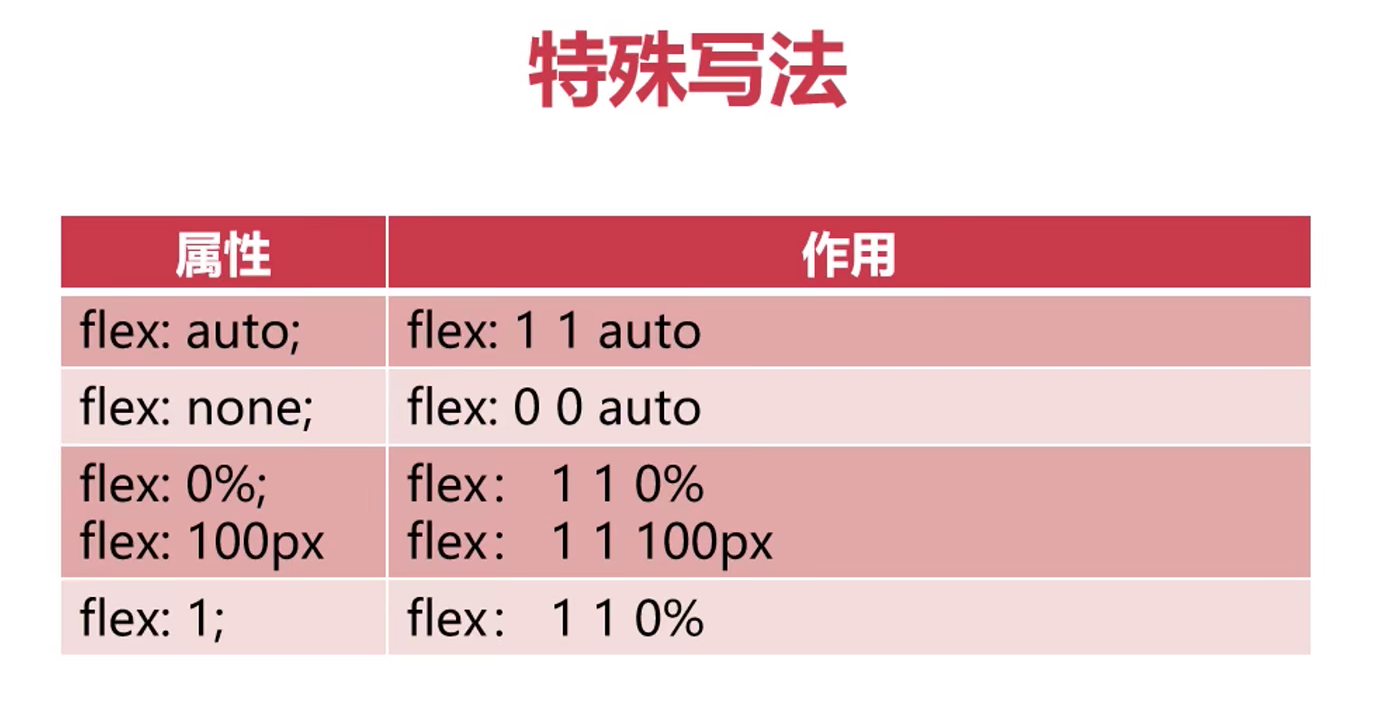 特殊写法
属性 作用
flex: auto; flex: 1 1 auto
flex: none; flex: 0 0 auto
flex: 0%; flex： 1 1 0%
flex: 100px flex： 1 1 100px
flex: 1; flex： 1 1 0%